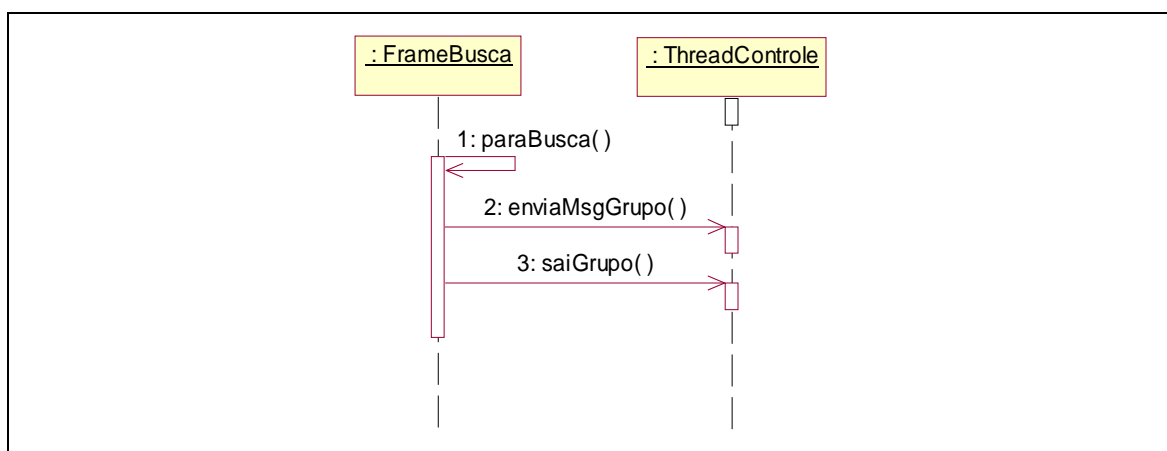 : FrameBusca
: ThreadControle
1: paraBusca( )
2: enviaMsgGrupo( )
3: saiGrupo( )